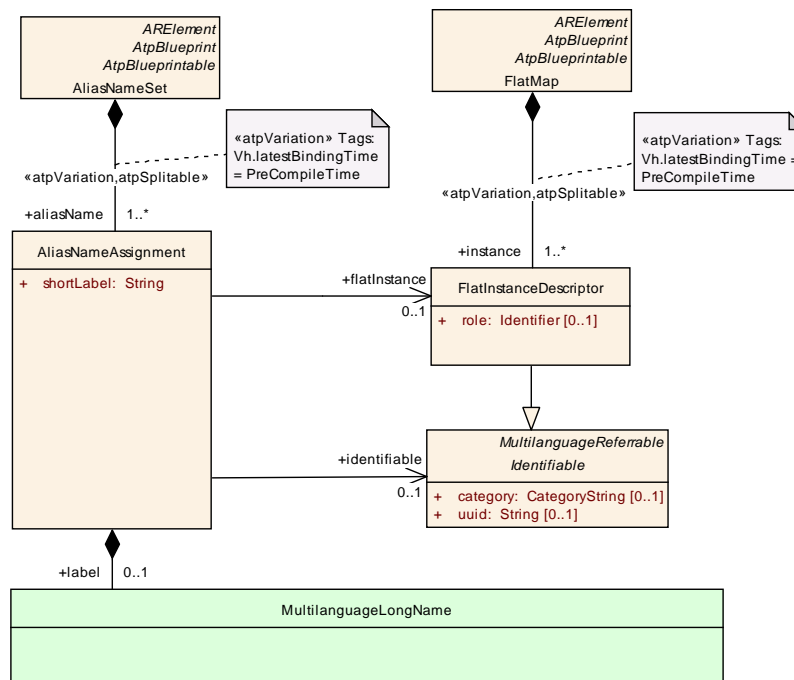 ARElement
AtpBlueprint
AtpBlueprintable
AliasNameSet
ARElement
AtpBlueprint
AtpBlueprintable
FlatMap
«atpVariation» Tags:
Vh.latestBindingTime
= PreCompileTime
«atpVariation» Tags:
Vh.latestBindingTime =
PreCompileTime
«atpVariation,atpSplitable»
«atpVariation,atpSplitable»
+aliasName 1..*
+instance 1..*
AliasNameAssignment
+ shortLabel: String
+flatInstance
0..1
FlatInstanceDescriptor
+ role: Identifier [0..1]
+identifiable
0..1
MultilanguageReferrable
Identifiable
+ category: CategoryString [0..1]
+ uuid: String [0..1]
+label 0..1
MultilanguageLongName